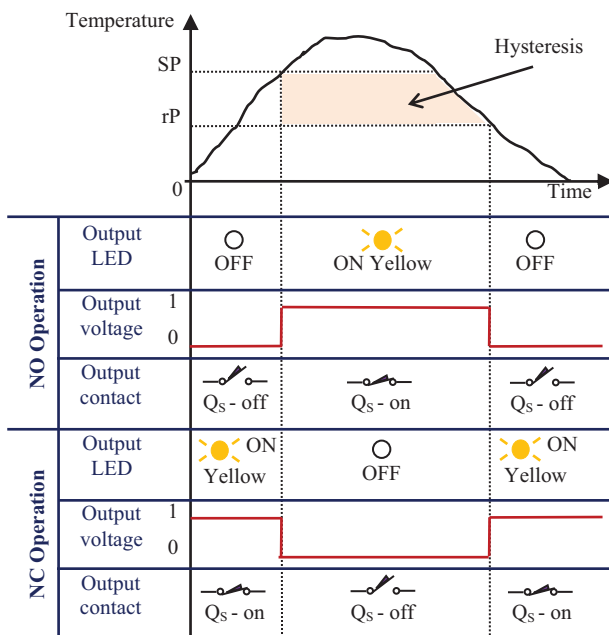 Temperature
SP
Hysteresis
rP
0
Time
NO Operation
Output
LED
OFF
ON Yellow
OFF
Output
voltage
1
0
Output
contact
QS - off
QS - on
QS - off
NC Operation
Output
LED
ON
Yellow
OFF
ON
Yellow
Output
voltage
1
0
Output
contact
QS - on
QS - off
QS - on